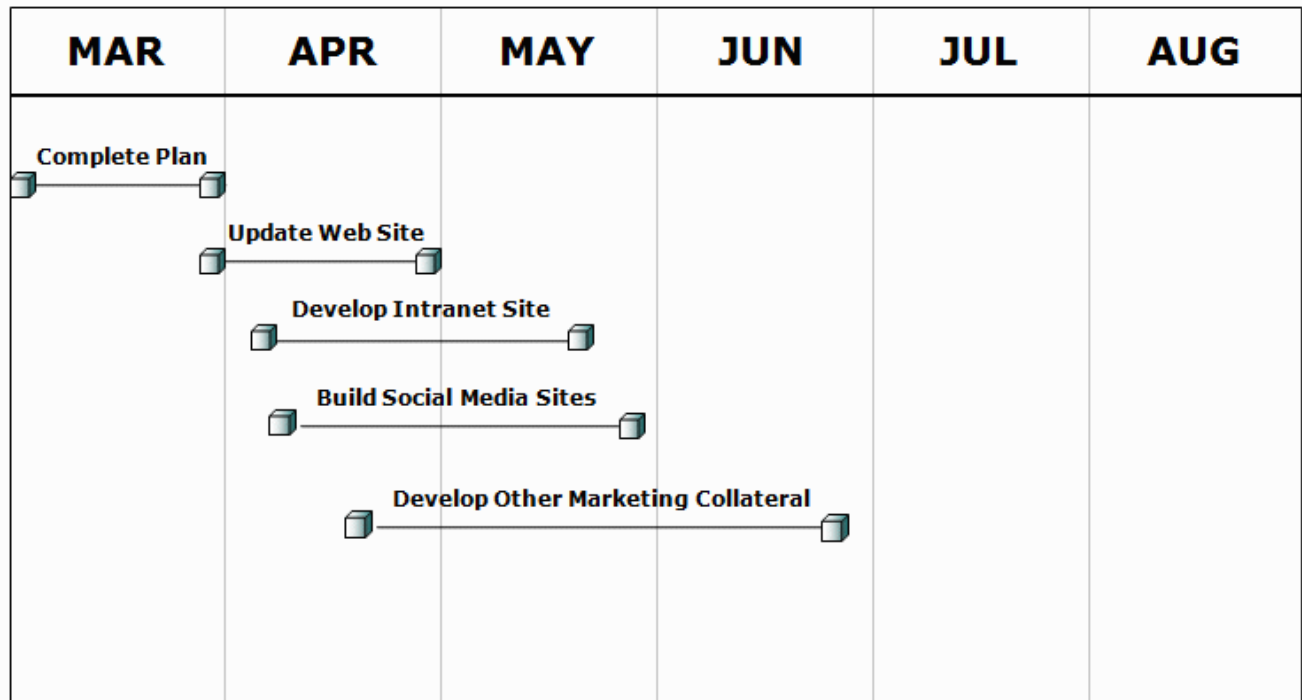 MAR APR MAY JUN JUL AUG
Complete Plan
Update Web Site
Develop Intranet Site
Build Social Media Sites
Develop Other Marketing Collateral